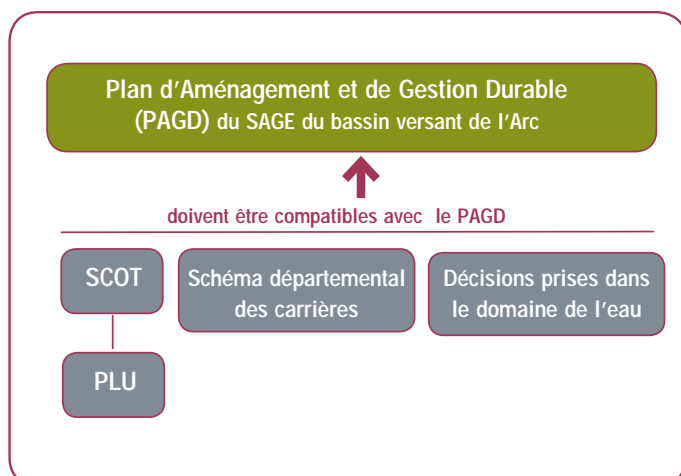 Plan d'Aménagement et de Gestion Durable
(PAGD) du SAGE du bassin versant de l'Arc
doivent être compatibles avec le PAGD
SCOT
Schéma départemental
des carrières
Décisions prises dans
le domaine de l'eau
PLU